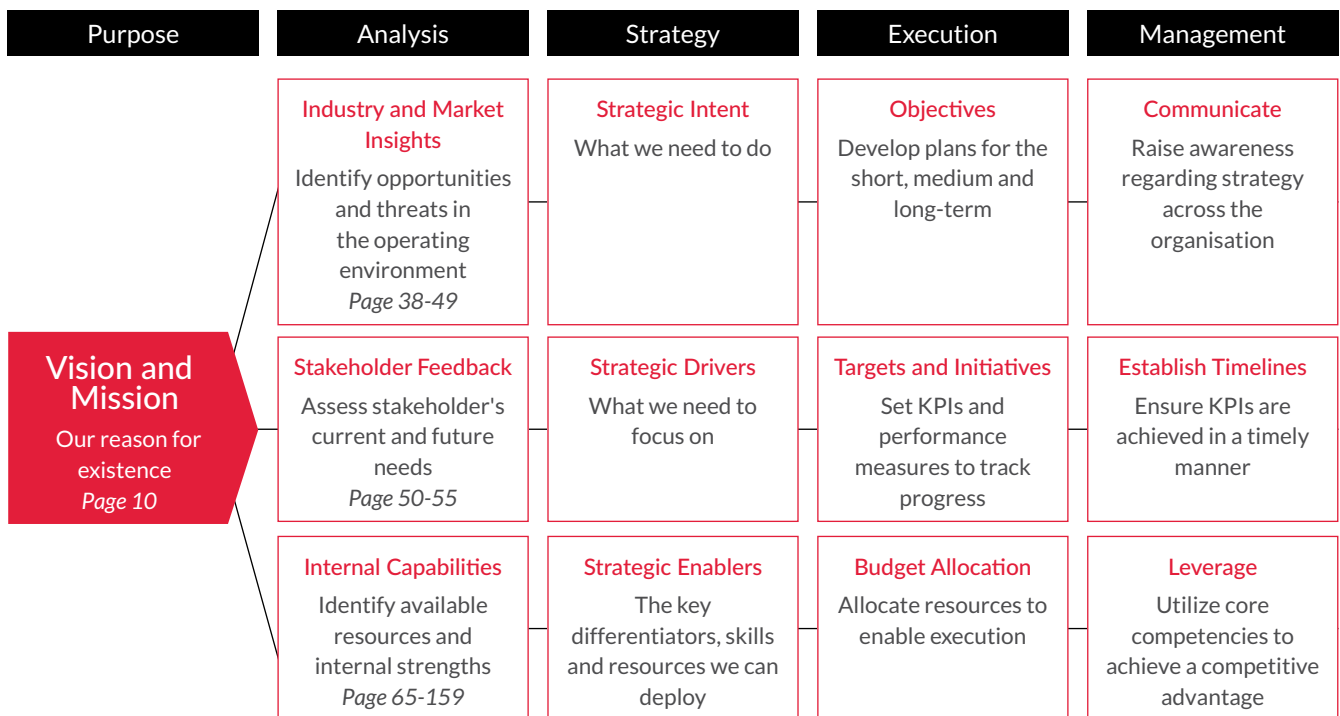 Purpose
Analysis
Strategy
Execution
Management
Vision and
Mission
Our reason for
existence
Page 10
Industry and Market
Insights
Identify opportunities
and threats in
the operating
environment
Page 38-49
Strategic Intent
What we need to do
Objectives
Develop plans for the
short, medium and
long-term
Communicate
Raise awareness
regarding strategy
across the
organisation
Stakeholder Feedback
Assess stakeholder's
current and future
needs
Page 50-55
Strategic Drivers
What we need to
focus on
Targets and Initiatives
Set KPIs and
performance
measures to track
progress
Establish Timelines
Ensure KPIs are
achieved in a timely
manner
Internal Capabilities
Identify available
resources and
internal strengths
Page 65-159
Strategic Enablers
The key
differentiators, skills
and resources we can
deploy
Budget Allocation
Allocate resources to
enable execution
Leverage
Utilize core
competencies to
achieve a competitive
advantage